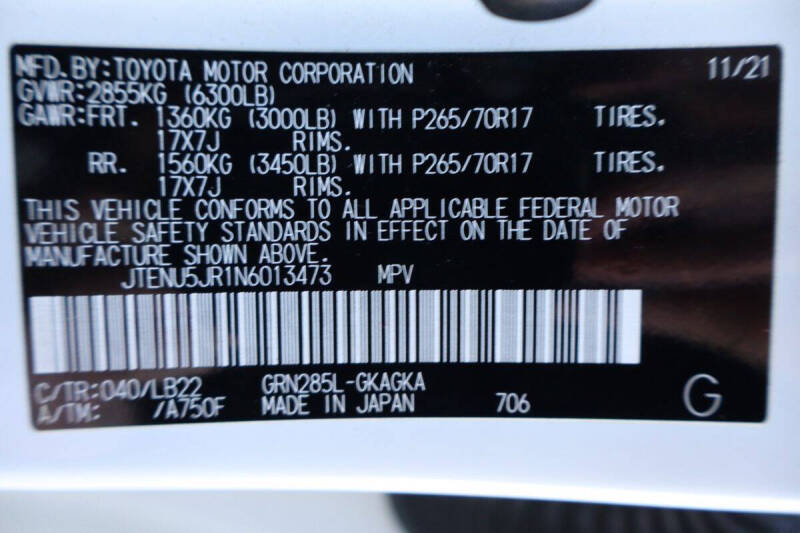 MFD. BY: TOYOTA MOTOR CORPORATION 11/21
GVWR: 2855KG (6300LB)
GAWR: FRT. 1360KG (3000LB) WITH P265/70R17 TIRES.
17X7J RIMS.
RR. 1560KG (3450LB) WITH P265/70R17 TIRES.
17X7J RIMS.
THIS VEHICLE CONFORMS TO ALL APPLICABLE FEDERAL MOTOR
VEHICLE SAFETY STANDARDS IN EFFECT ON THE DATE OF
MANUFACTURE SHOWN ABOVE.
JTENU5JR1N6013473 MPV
C/TR: 040/LB22 GRN285L-GKAGKA
A/TM: /A750F MADE IN JAPAN 706 G